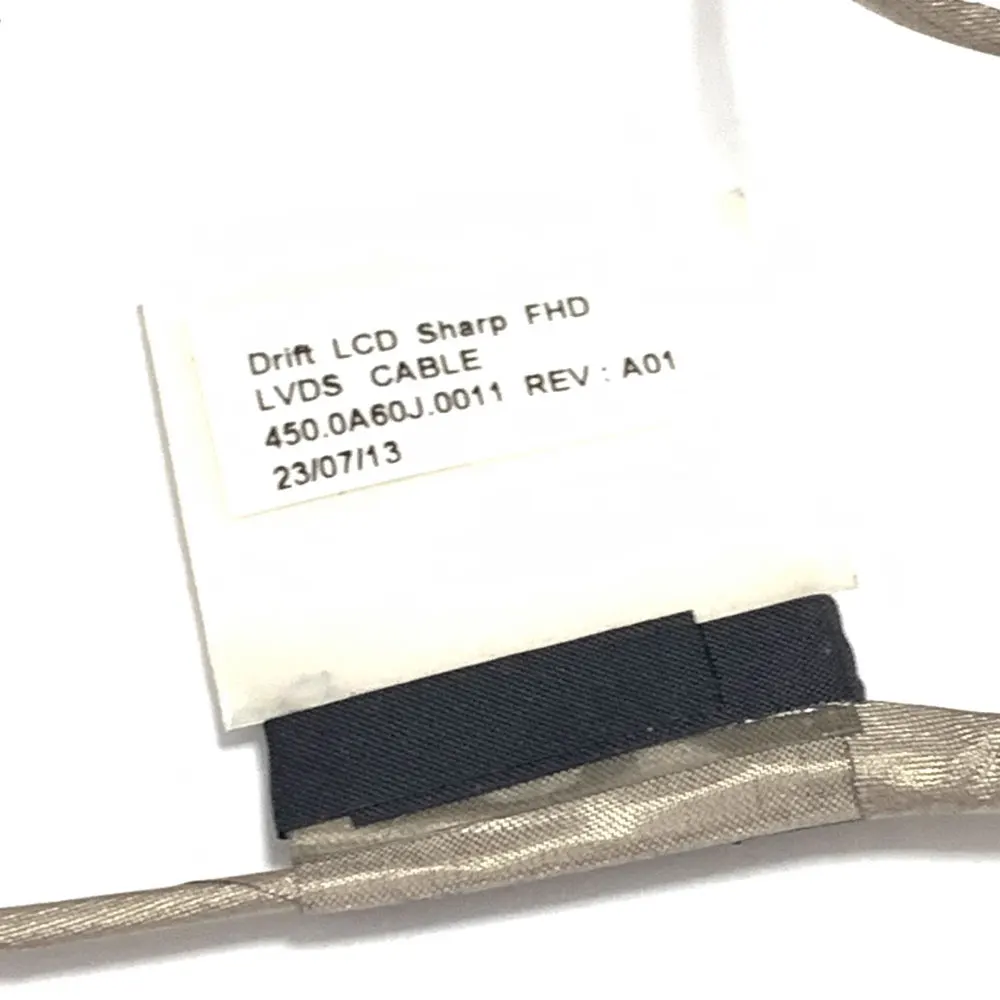 Drift LCD Sharp FHD
LVDS CABLE
450.0A60J.0011 REV : A01
23/07/13